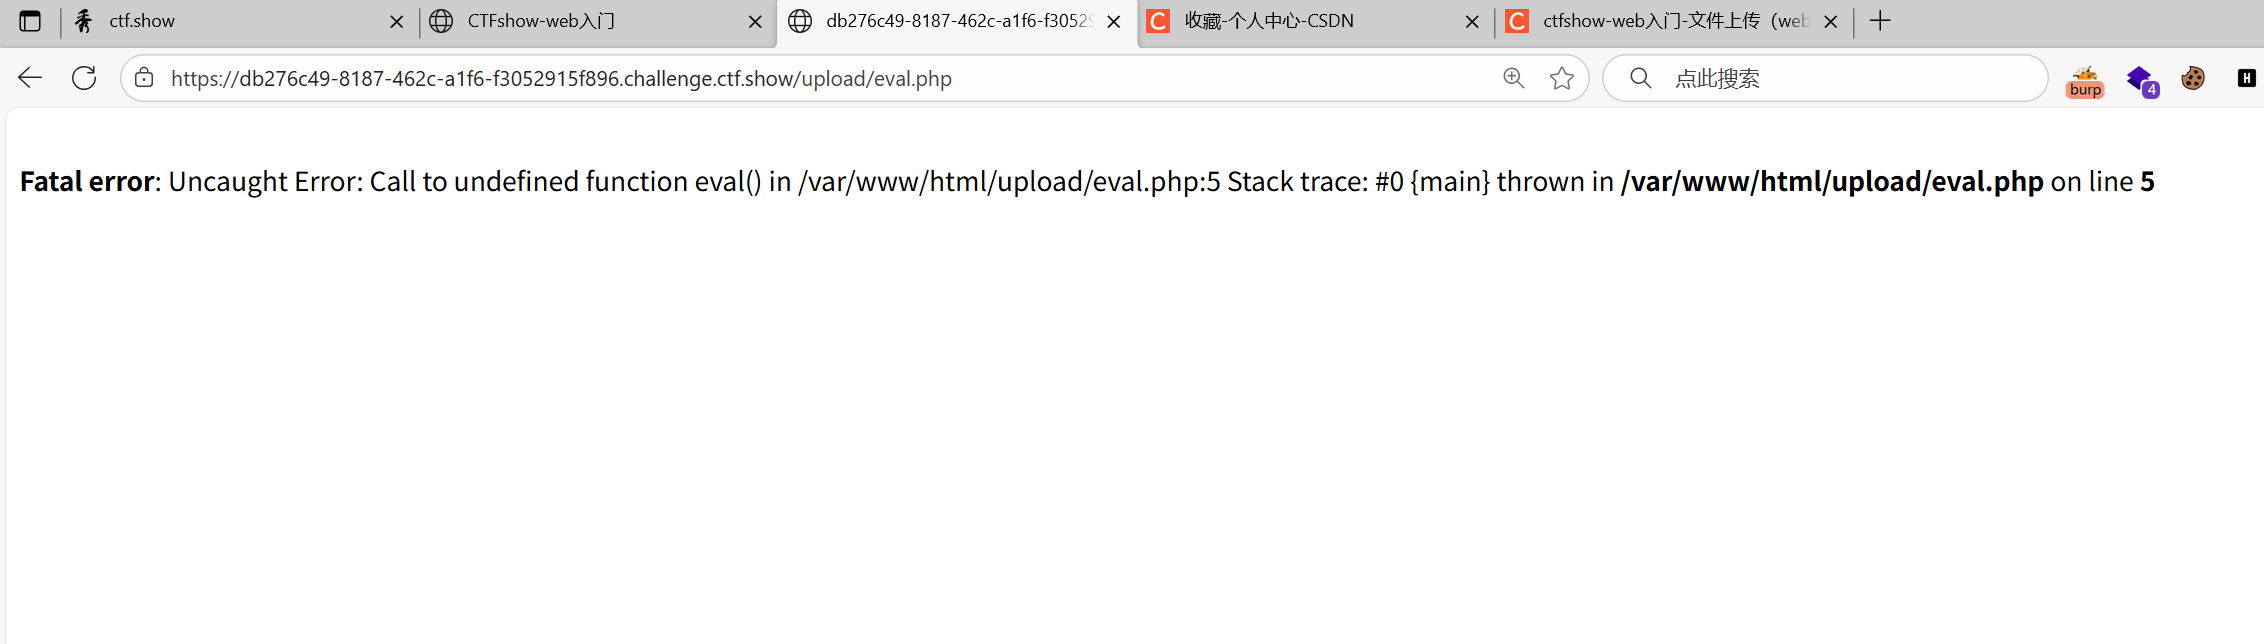 ctf.show
CTFshow-web入门
db276c49-8187-462c-a1f6-f30529
收藏-个人中心-CSDN
ctfshow-web入门-文件上传（web
https://db276c49-8187-462c-a1f6-f3052915f896.challenge.ctf.show/upload/eval.php
点此搜索
burp
4
H
Fatal error: Uncaught Error: Call to undefined function eval() in /var/www/html/upload/eval.php:5 Stack trace: #0 {main} thrown in /var/www/html/upload/eval.php on line 5